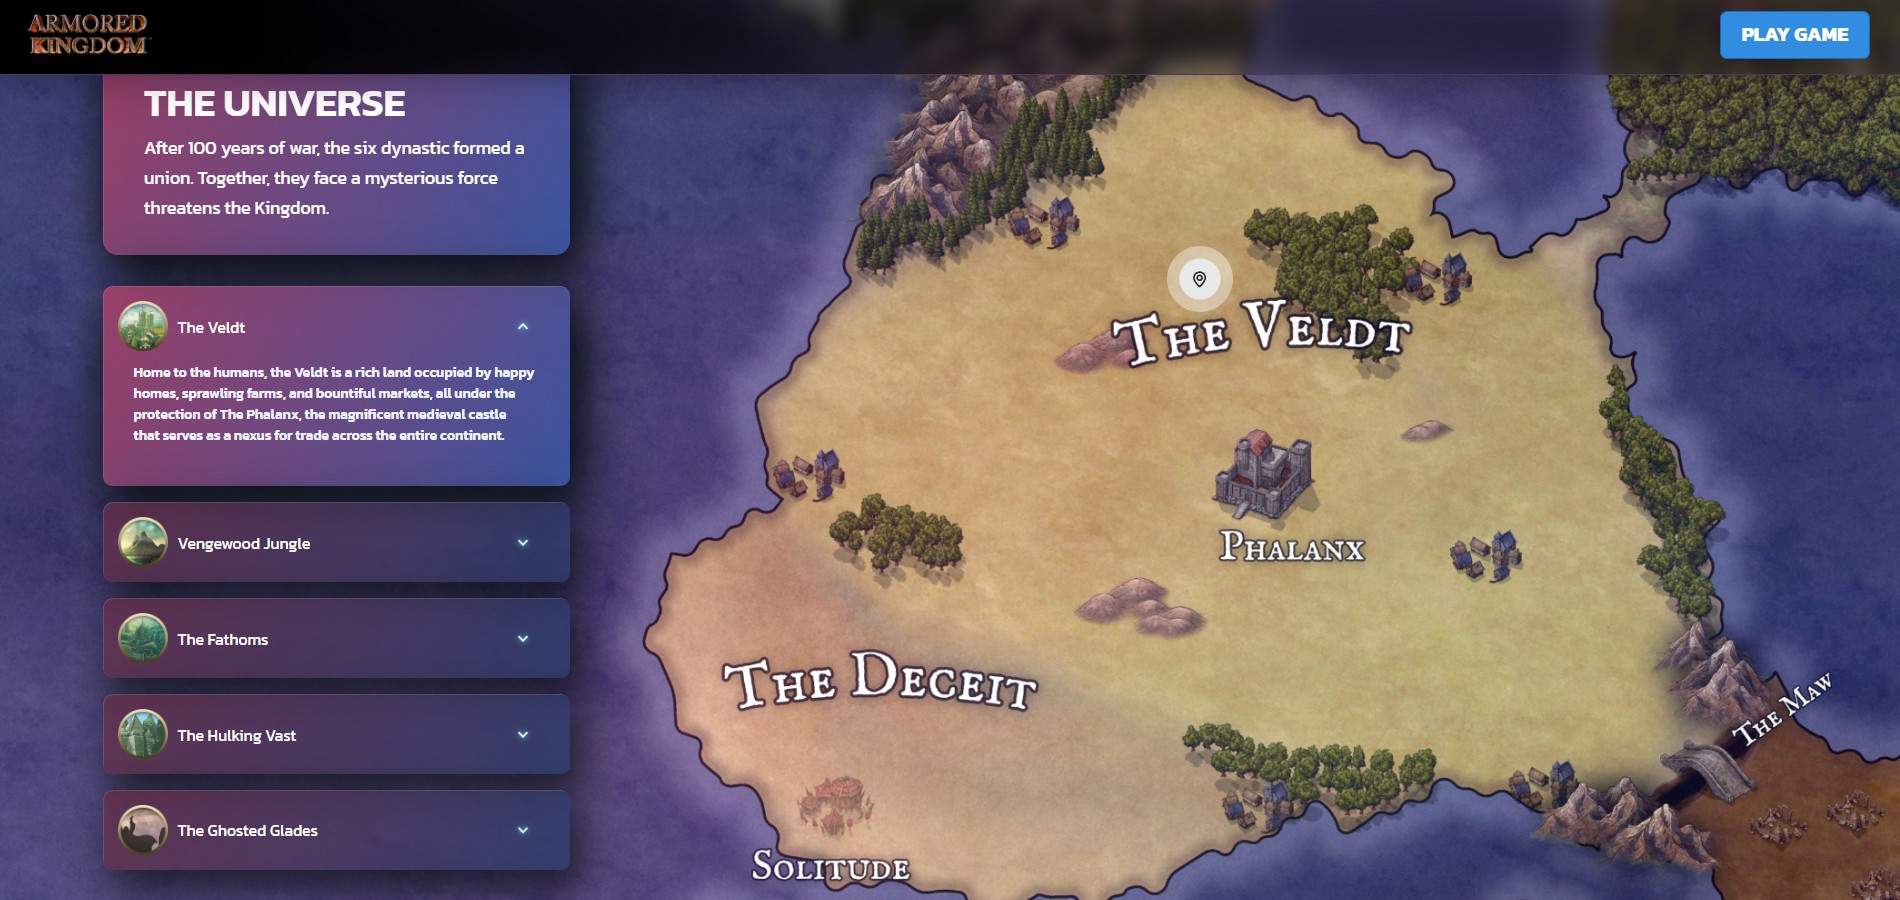 ARMORED
KINGDOM
PLAY GAME
THE UNIVERSE
After 100 years of war, the six dynastic formed a
union. Together, they face a mysterious force
threatens the Kingdom.
The Veldt
Home to the humans, the Veldt is a rich land occupied by happy
homes, sprawling farms, and bountiful markets, all under the
protection of The Phalanx, the magnificent medieval castle
that serves as a nexus for trade across the entire continent.
Vengewood Jungle
The Fathoms
The Hulking Vast
The Ghosted Glades
THE VELDT
PHALANX
THE DECEIT
THE MAW
SOLITUDE